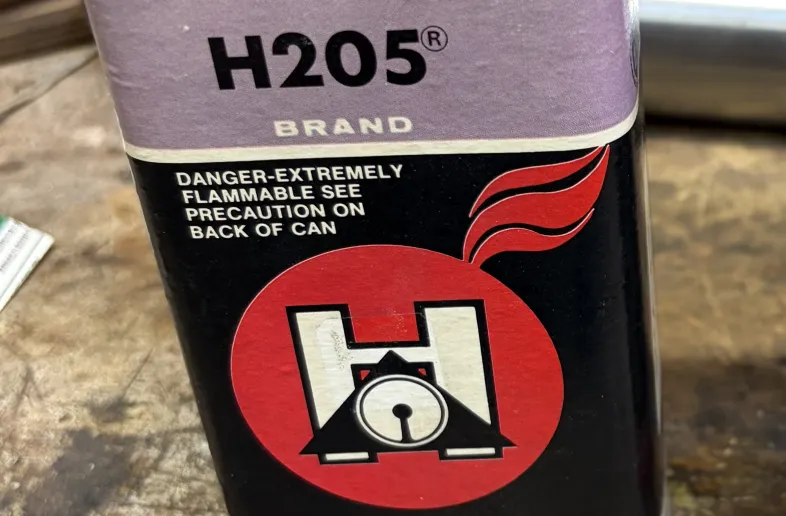 H205®
BRAND
DANGER-EXTREMELY
FLAMMABLE SEE
PRECAUTION ON
BACK OF CAN
H